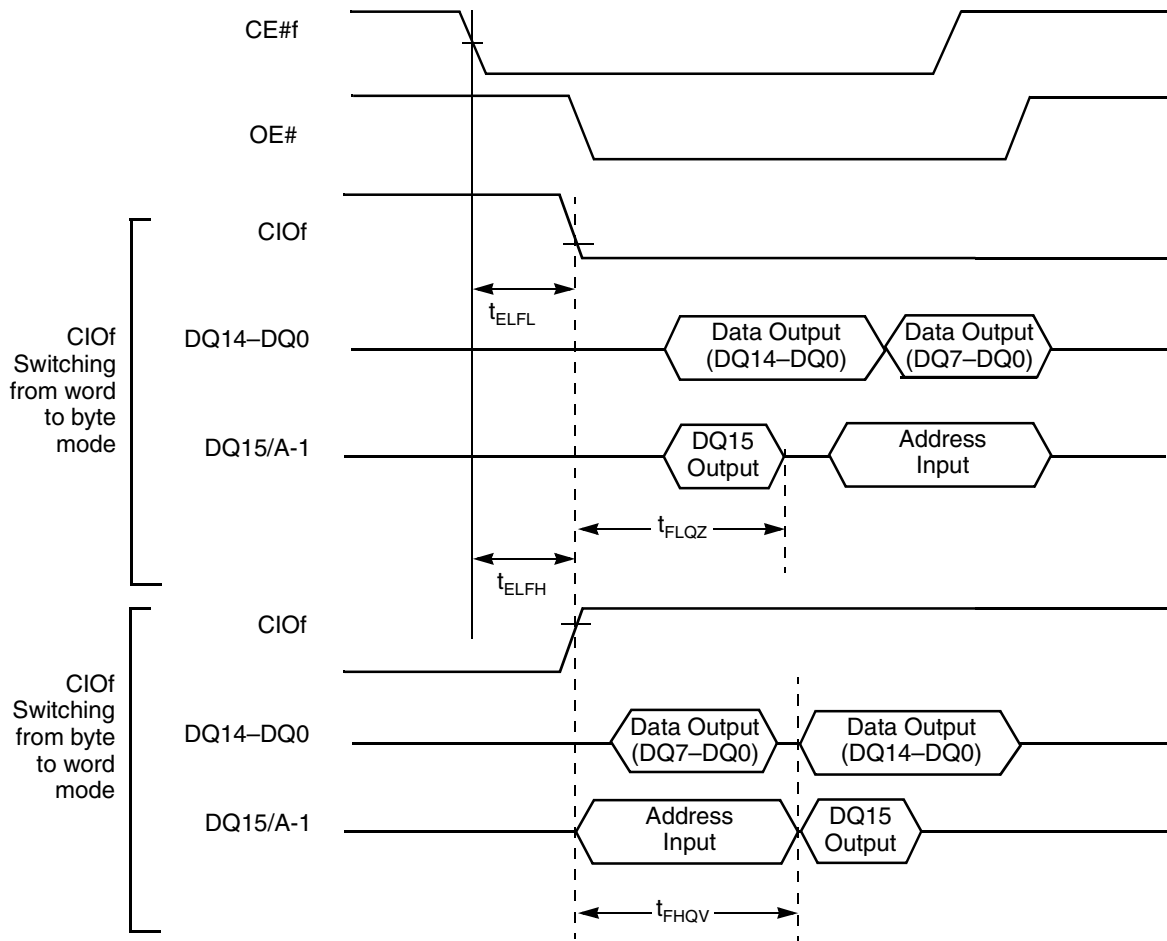 CE#f
OE#
CIOf
Switching
from word
to byte
mode
CIOf
tELFL
DQ14–DQ0
Data Output
(DQ14–DQ0)
Data Output
(DQ7–DQ0)
DQ15/A-1
DQ15
Output
Address
Input
tFLQZ
tELFH
CIOf
Switching
from byte
to word
mode
CIOf
DQ14–DQ0
Data Output
(DQ7–DQ0)
Data Output
(DQ14–DQ0)
DQ15/A-1
Address
Input
DQ15
Output
tFHQV